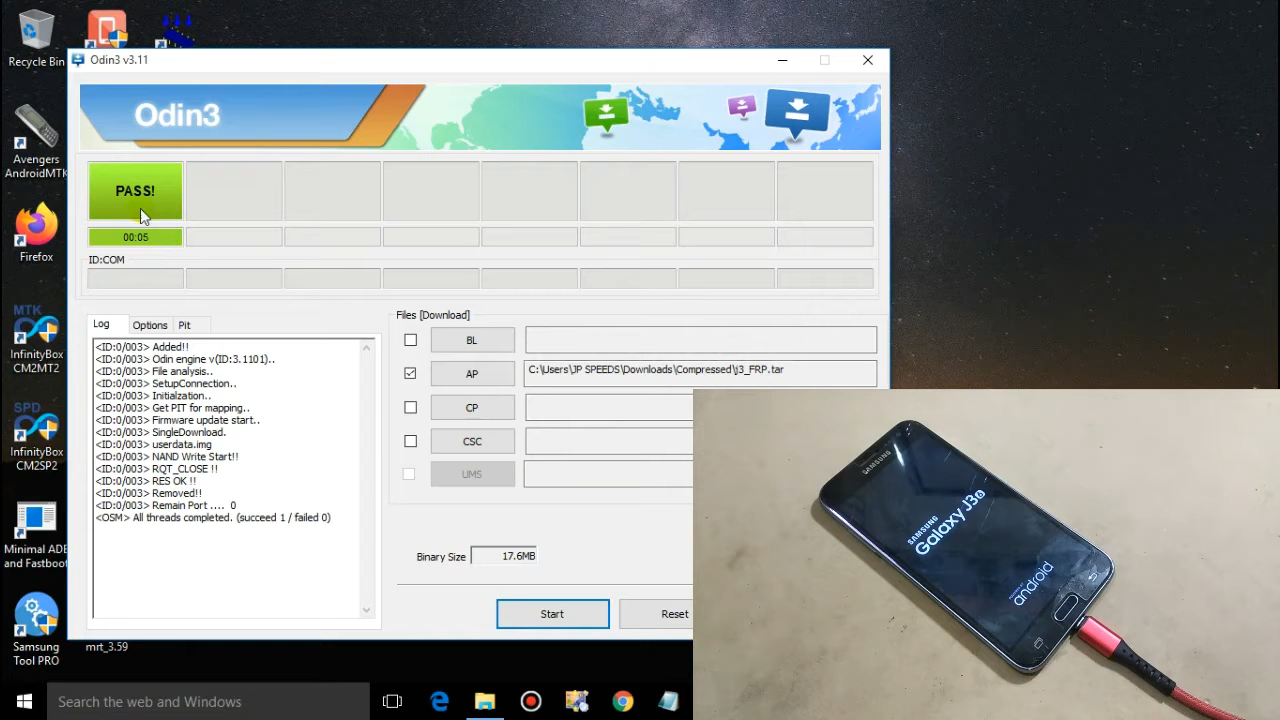 Recycle Bin
Avengers
AndroidMTK
Firefox
MTK
InfinityBox
CM2MT2
SPD
InfinityBox
CM2SP2
Minimal ADB
and Fastboot
Samsung
Tool PRO
mrt_3.59
Odin3 v3.11
Odin3
PASS!
00:05
ID:COM
Log
Options
Pit
<ID:0/003> Added!!
<ID:0/003> Odin engine v(ID:3.1101)..
<ID:0/003> File analysis..
<ID:0/003> SetupConnection..
<ID:0/003> Initialzation..
<ID:0/003> Get PIT for mapping..
<ID:0/003> Firmware update start..
<ID:0/003> SingleDownload.
<ID:0/003> userdata.img
<ID:0/003> NAND Write Start!!
<ID:0/003> RQT_CLOSE !!
<ID:0/003> RES OK !!
<ID:0/003> Removed!!
<ID:0/003> Remain Port .... 0
<OSM> All threads completed. (succeed 1 / failed 0)
Files [Download]
BL
AP
C:\Users\JP SPEEDS\Downloads\Compressed\j3_FRP.tar
CP
CSC
UMS
Binary Size
17.6MB
Start
Reset
SAMSUNG
SAMSUNG
Galaxy J36
android
Search the web and Windows